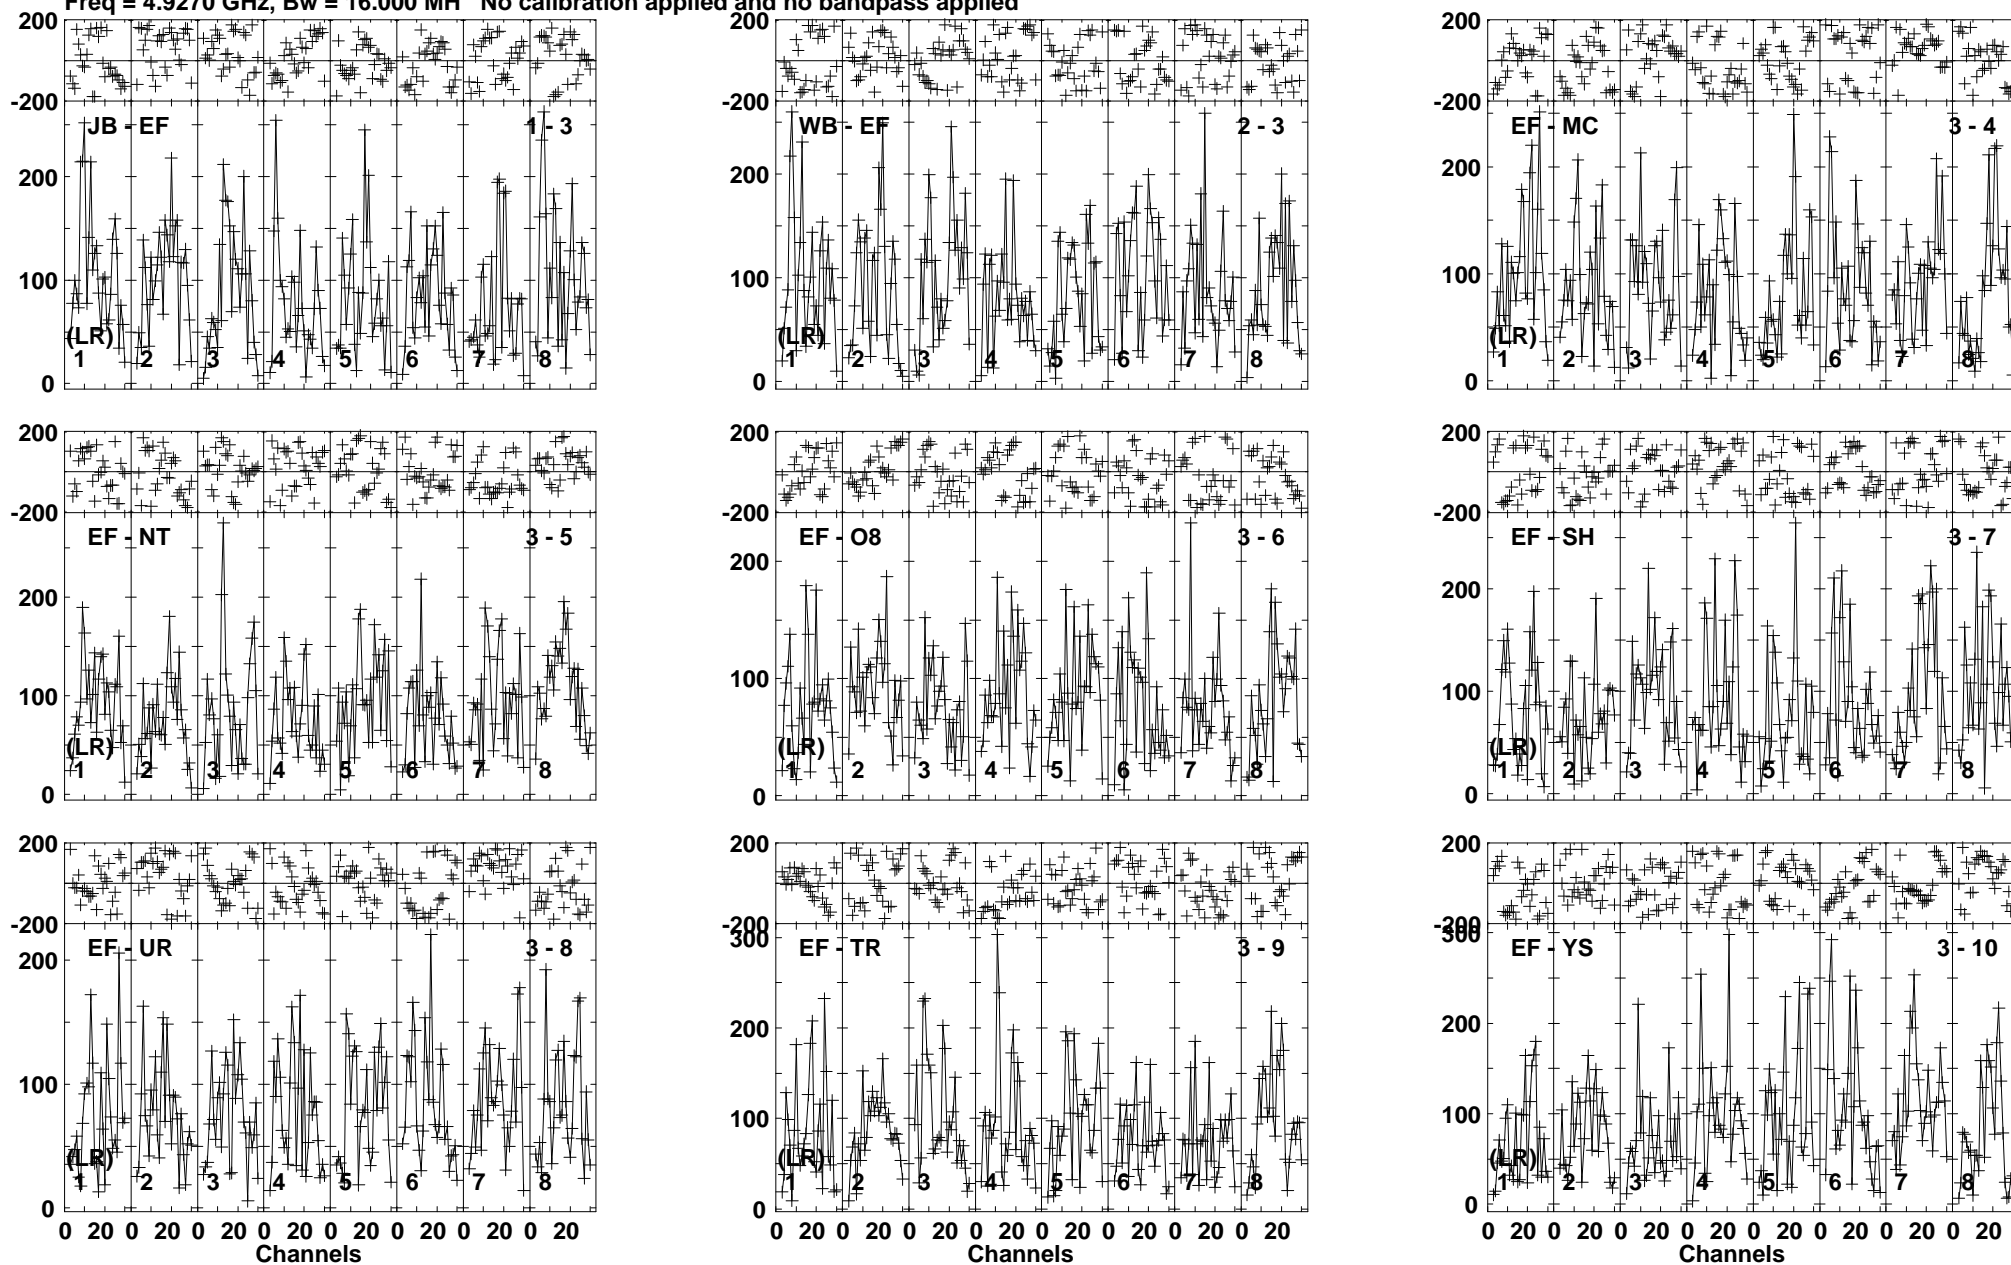 Freq = 4.9270 GHz, Bw = 16.000 MH No calibration applied and no bandpass applied
200 200 200
-200 -200 -200
JB - EF 1 - 3 WB - EF 2 - 3 EF - MC 3 - 4
200 200 200
100 100 100
(LR) (LR) (LR)
1 2 3 4 5 6 7 8 1 2 3 4 5 6 7 8 1 2 3 4 5 6 7 8
0 0 0
200 200 200
-200 -200 -200
EF - NT 3 - 5 EF - O8 3 - 6 EF - SH 3 - 7
200 200 200
100 100 100
(LR) (LR) (LR)
1 2 3 4 5 6 7 8 1 2 3 4 5 6 7 8 1 2 3 4 5 6 7 8
0 0 0
200 200 200
-200 -200 -200
300 300
EF - UR 3 - 8 EF - TR 3 - 9 EF - YS 3 - 10
200 200 200
100 100 100
(LR) (LR) (LR)
1 2 3 4 5 6 7 8 1 2 3 4 5 6 7 8 1 2 3 4 5 6 7 8
0 0 0
0 20 0 20 0 20 0 20 0 20 0 20 0 20 0 20 0 20 0 20 0 20 0 20 0 20 0 20 0 20 0 20 0 20 0 20 0 20 0 20 0 20 0 20 0 20 0 20
Channels Channels Channels